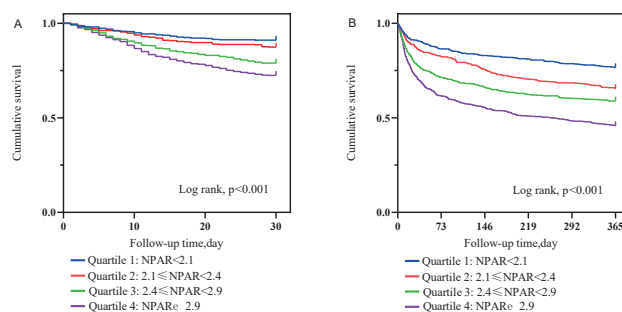 A
1.0
0.5
0.0
Cumulative survival
Log rank, p<0.001
0 10 20 30
Follow-up time,day
Quartile 1: NPAR<2.1
Quartile 2: 2.1≤NPAR<2.4
Quartile 3: 2.4≤NPAR<2.9
Quartile 4: NPARe 2.9
B
1.0
0.5
0.0
Cumulative survival
Log rank, p<0.001
0 73 146 219 292 365
Follow-up time,day
Quartile 1: NPAR<2.1
Quartile 2: 2.1≤NPAR<2.4
Quartile 3: 2.4≤NPAR<2.9
Quartile 4: NPARe 2.9